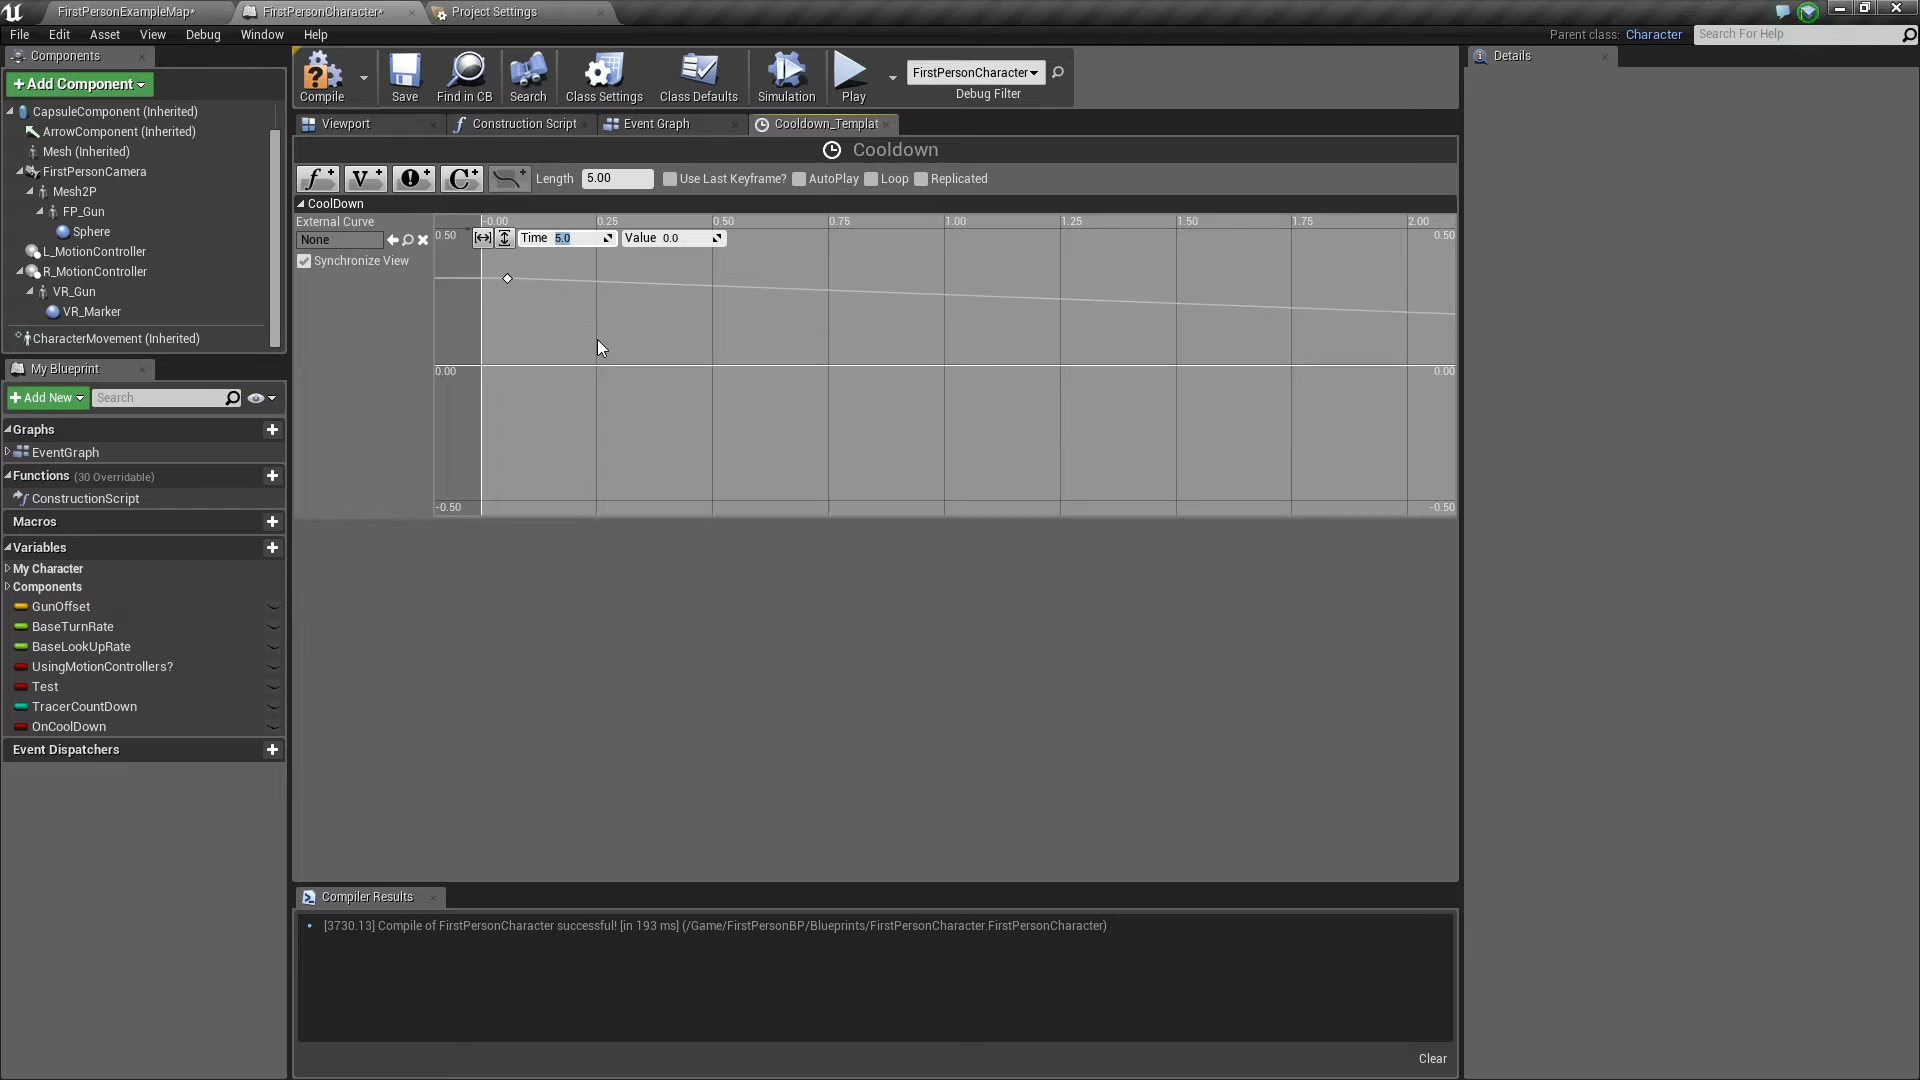 FirstPersonExampleMap*
FirstPersonCharacter*
Project Settings
File Edit Asset View Debug Window Help
Parent class: Character
Search For Help
Components
+Add Component
CapsuleComponent (Inherited)
ArrowComponent (Inherited)
Mesh (Inherited)
FirstPersonCamera
Mesh2P
FP_Gun
Sphere
L_MotionController
R_MotionController
VR_Gun
VR_Marker
CharacterMovement (Inherited)
My Blueprint
+Add New
Search
Graphs
EventGraph
Functions (30 Overridable)
ConstructionScript
Macros
Variables
My Character
Components
GunOffset
BaseTurnRate
BaseLookUpRate
UsingMotionControllers?
Test
TracerCountDown
OnCoolDown
Event Dispatchers
Compile
Save
Find in CB
Search
Class Settings
Class Defaults
Simulation
Play
FirstPersonCharacter
Debug Filter
Viewport
Construction Script
Event Graph
Cooldown_Templat
Cooldown
f+ V+ !+ C+
Length 5.00 Use Last Keyframe? AutoPlay Loop Replicated
CoolDown
External Curve
None
Synchronize View
-0.00 0.25 0.50 0.75 1.00 1.25 1.50 1.75 2.00
0.50 Time 5.0 Value 0.0 0.50
0.00 0.00
-0.50 -0.50
Details
Compiler Results
[3730.13] Compile of FirstPersonCharacter successful! [in 193 ms] (/Game/FirstPersonBP/Blueprints/FirstPersonCharacter.FirstPersonCharacter)
Clear